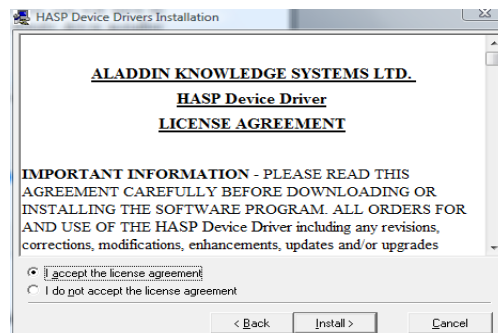 HASP Device Drivers Installation
ALADDIN KNOWLEDGE SYSTEMS LTD.
HASP Device Driver
LICENSE AGREEMENT
IMPORTANT INFORMATION - PLEASE READ THIS
AGREEMENT CAREFULLY BEFORE DOWNLOADING OR
INSTALLING THE SOFTWARE PROGRAM. ALL ORDERS FOR
AND USE OF THE HASP Device Driver including any revisions,
corrections, modifications, enhancements, updates and/or upgrades
I accept the license agreement
I do not accept the license agreement
< Back Install > Cancel